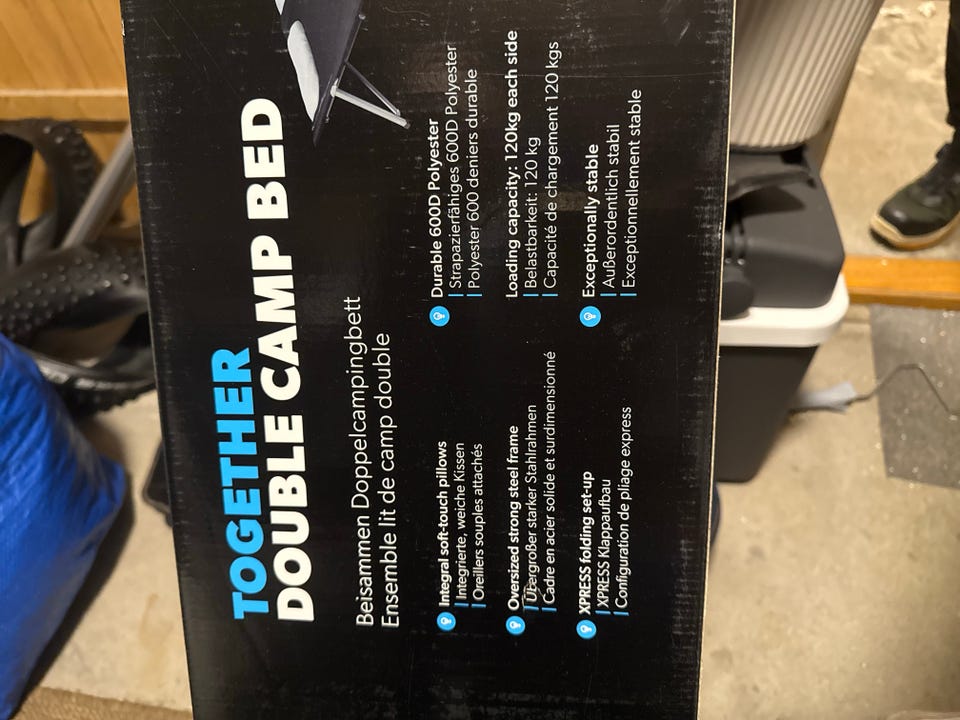 TOGETHER
DOUBLE CAMP BED
Beisammen Doppelcampingbett
Ensemble lit de camp double
Integral soft-touch pillows
Integrierte, weiche Kissen
Oreillers souples attachés
Oversized strong steel frame
Übergroßer starker Stahlrahmen
Cadre en acier solide et surdimensionné
XPRESS folding set-up
XPRESS Klappaufbau
Configuration de pliage express
Durable 600D Polyester
Strapazierfähiges 600D Polyester
Polyester 600 deniers durable
Loading capacity: 120kg each side
Belastbarkeit: 120 kg
Capacité de chargement 120 kgs
Exceptionally stable
Außerordentlich stabil
Exceptionnellement stable